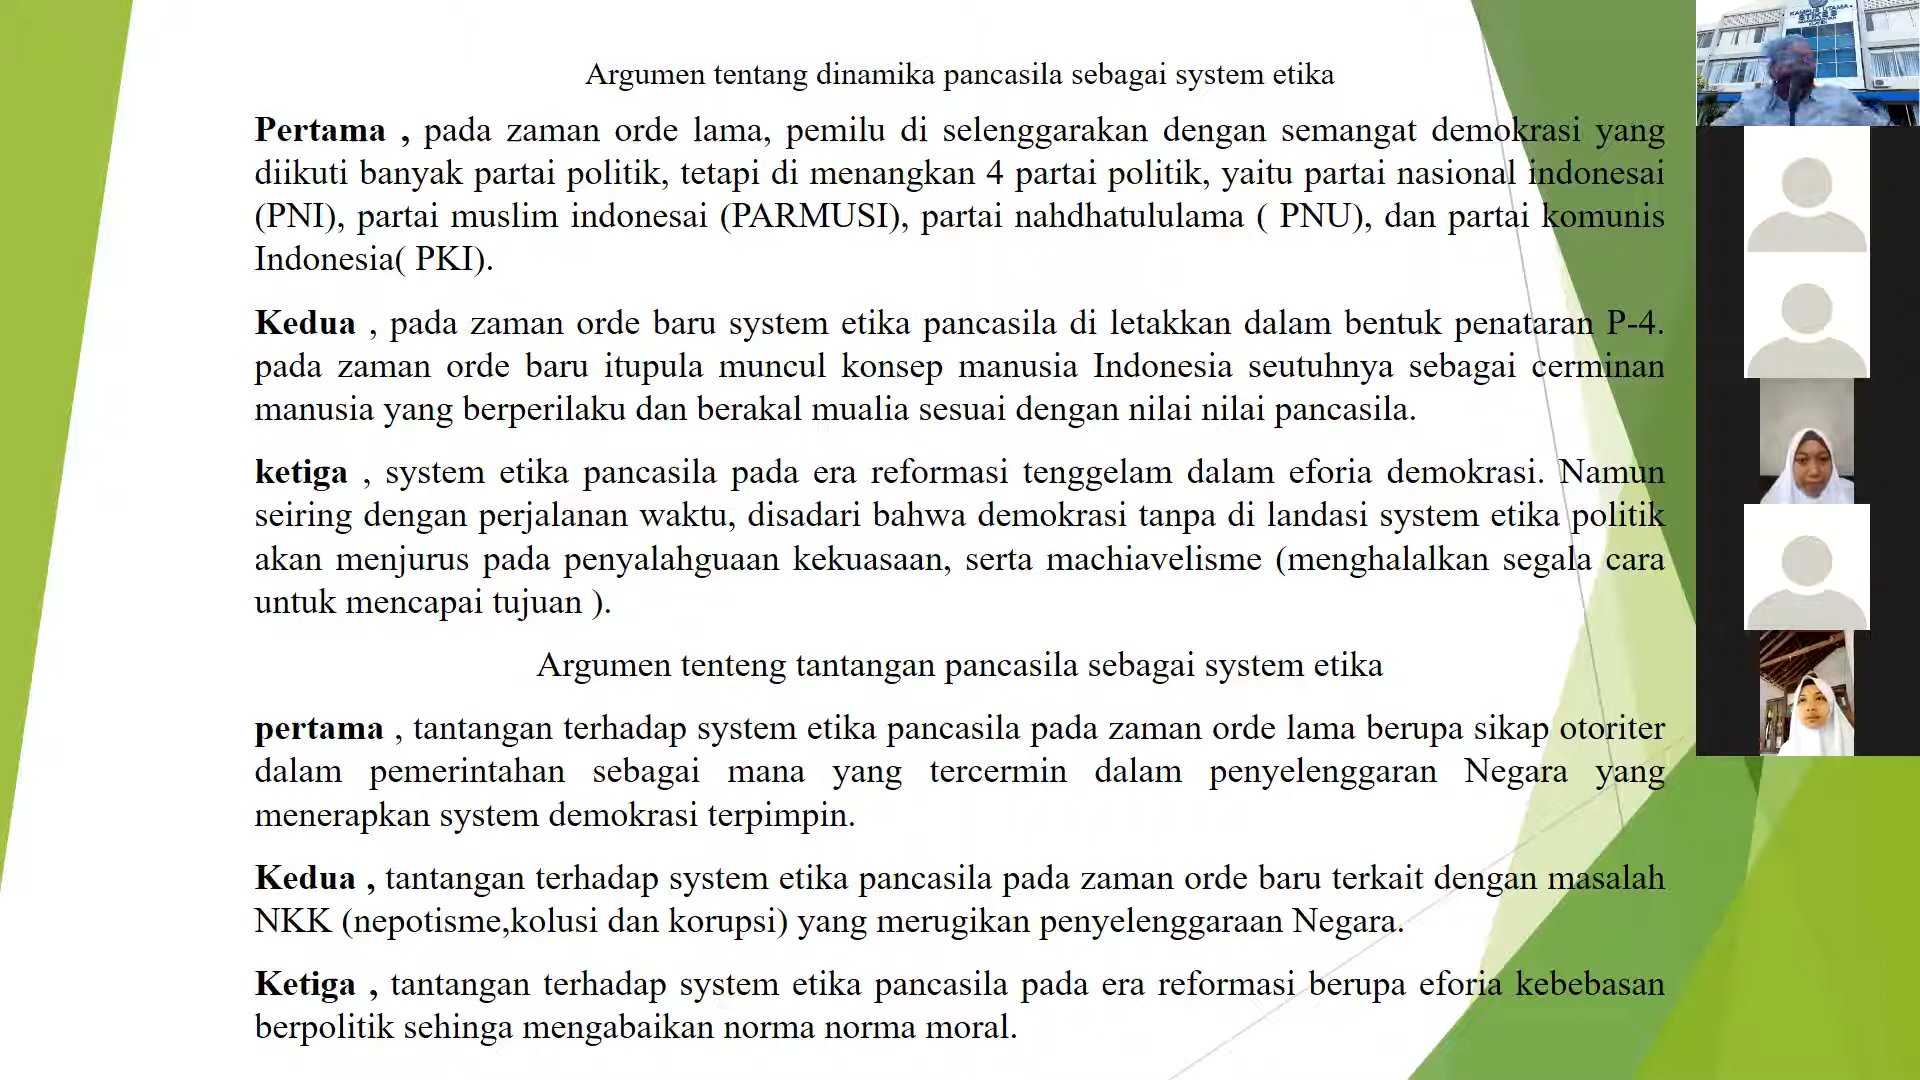 Argumen tentang dinamika pancasila sebagai system etika
Pertama , pada zaman orde lama, pemilu di selenggarakan dengan semangat demokrasi yang
diikuti banyak partai politik, tetapi di menangkan 4 partai politik, yaitu partai nasional indonesai
(PNI), partai muslim indonesai (PARMUSI), partai nahdhatululama ( PNU), dan partai komunis
Indonesia( PKI).
Kedua , pada zaman orde baru system etika pancasila di letakkan dalam bentuk penataran P-4.
pada zaman orde baru itupula muncul konsep manusia Indonesia seutuhnya sebagai cerminan
manusia yang berperilaku dan berakal mualia sesuai dengan nilai nilai pancasila.
ketiga , system etika pancasila pada era reformasi tenggelam dalam eforia demokrasi. Namun
seiring dengan perjalanan waktu, disadari bahwa demokrasi tanpa di landasi system etika politik
akan menjurus pada penyalahguaan kekuasaan, serta machiavelisme (menghalalkan segala cara
untuk mencapai tujuan ).
Argumen tenteng tantangan pancasila sebagai system etika
pertama , tantangan terhadap system etika pancasila pada zaman orde lama berupa sikap otoriter
dalam pemerintahan sebagai mana yang tercermin dalam penyelenggaran Negara yang
menerapkan system demokrasi terpimpin.
Kedua , tantangan terhadap system etika pancasila pada zaman orde baru terkait dengan masalah
NKK (nepotisme,kolusi dan korupsi) yang merugikan penyelenggaraan Negara.
Ketiga , tantangan terhadap system etika pancasila pada era reformasi berupa eforia kebebasan
berpolitik sehinga mengabaikan norma norma moral.
KAMPUS UTAMA